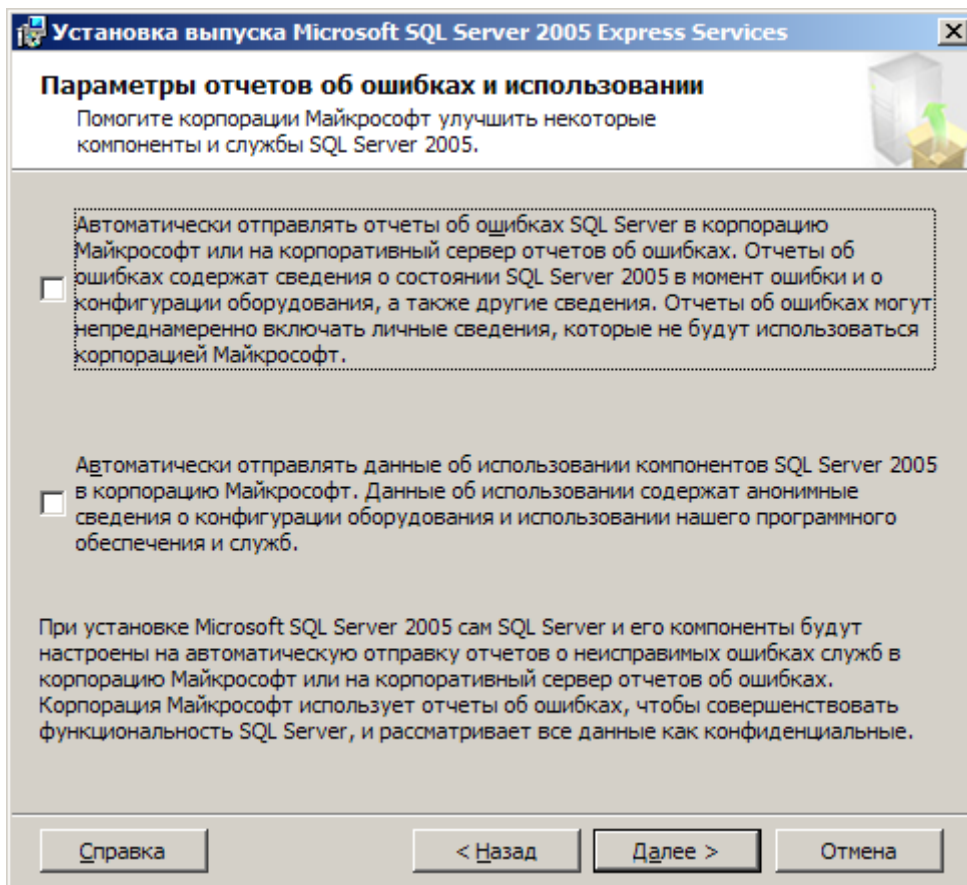 Установка выпуска Microsoft SQL Server 2005 Express Services
Параметры отчетов об ошибках и использовании
Помогите корпорации Майкрософт улучшить некоторые
компоненты и службы SQL Server 2005.
Автоматически отправлять отчеты об ошибках SQL Server в корпорацию
Майкрософт или на корпоративный сервер отчетов об ошибках. Отчеты об
ошибках содержат сведения о состоянии SQL Server 2005 в момент ошибки и о
конфигурации оборудования, а также другие сведения. Отчеты об ошибках могут
непреднамеренно включать личные сведения, которые не будут использоваться
корпорацией Майкрософт.
Автоматически отправлять данные об использовании компонентов SQL Server 2005
в корпорацию Майкрософт. Данные об использовании содержат анонимные
сведения о конфигурации оборудования и использовании нашего программного
обеспечения и служб.
При установке Microsoft SQL Server 2005 сам SQL Server и его компоненты будут
настроены на автоматическую отправку отчетов о неисправимых ошибках служб в
корпорацию Майкрософт или на корпоративный сервер отчетов об ошибках.
Корпорация Майкрософт использует отчеты об ошибках, чтобы совершенствовать
функциональность SQL Server, и рассматривает все данные как конфиденциальные.
Справка
< Назад
Далее >
Отмена